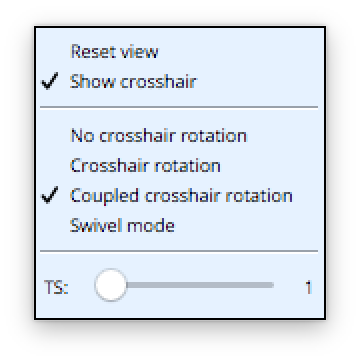 Reset view
Show crosshair
No crosshair rotation
Crosshair rotation
Coupled crosshair rotation
Swivel mode
TS: 1